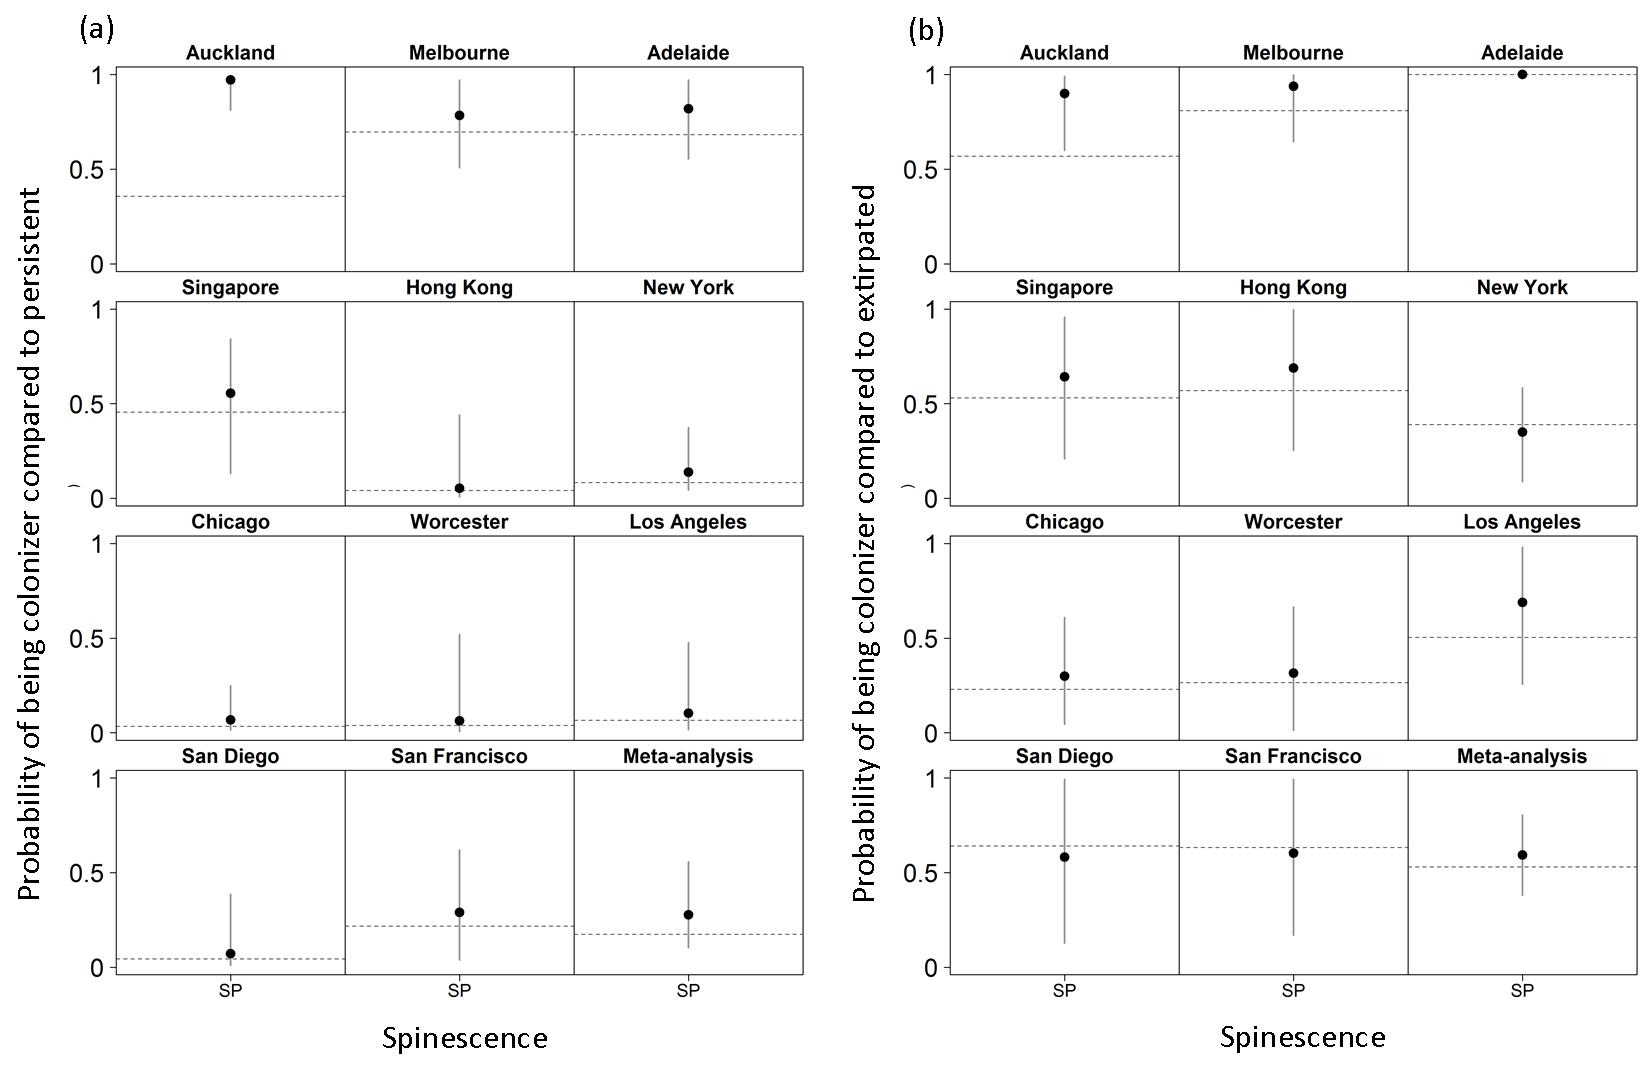 (a)
Probability of being colonizer compared to persistent
Auckland Melbourne Adelaide
1
0.5
0
Singapore Hong Kong New York
1
0.5
0
)
Chicago Worcester Los Angeles
1
0.5
0
San Diego San Francisco Meta-analysis
1
0.5
0
SP SP SP
Spinescence
(b)
Probability of being colonizer compared to extirpated
Auckland Melbourne Adelaide
1
0.5
0
Singapore Hong Kong New York
1
0.5
0
)
Chicago Worcester Los Angeles
1
0.5
0
San Diego San Francisco Meta-analysis
1
0.5
0
SP SP SP
Spinescence